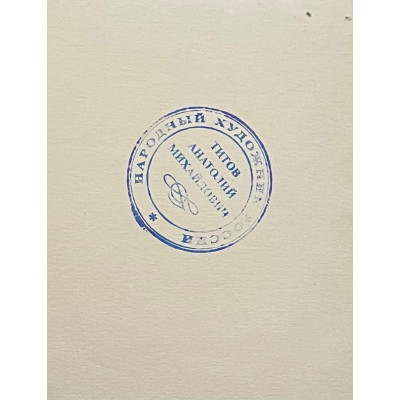 НАРОДНЫЙ ХУДОЖНИК РОССИИ *
ТИТОВ
АНАТОЛИЙ
МИХАЙЛОВИЧ